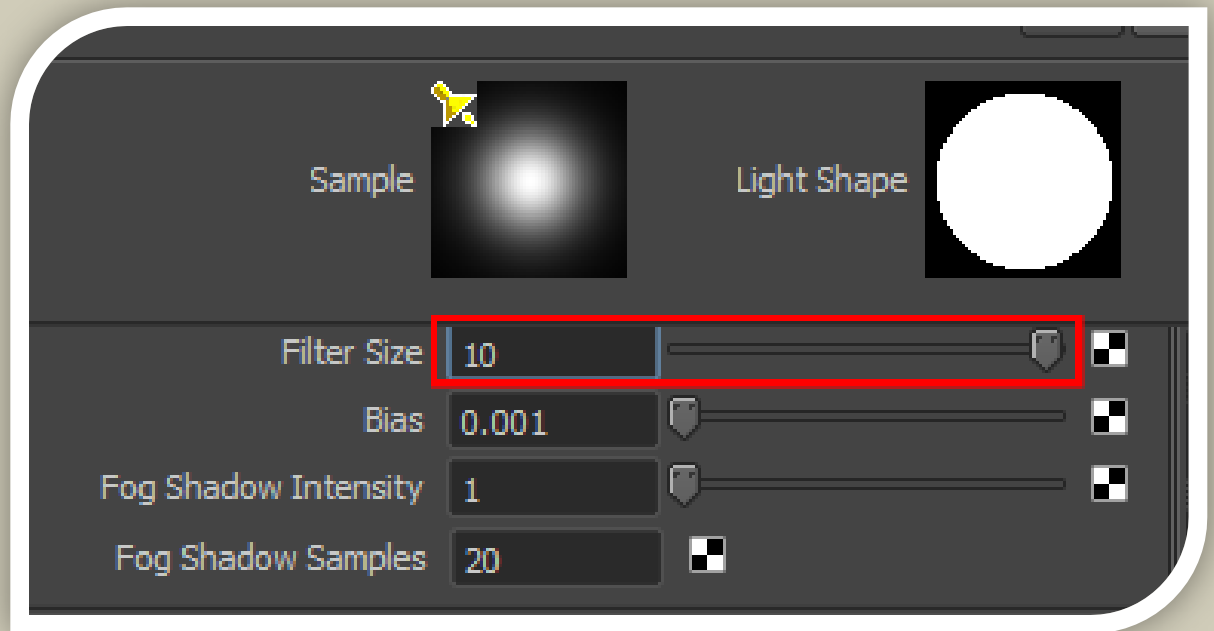 Sample
Light Shape
Filter Size 10
Bias 0.001
Fog Shadow Intensity 1
Fog Shadow Samples 20